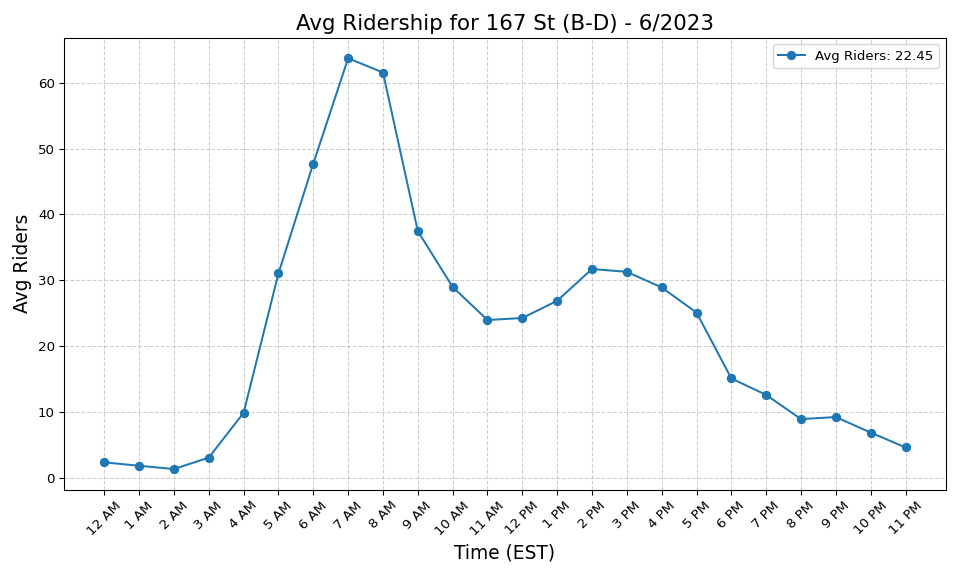 Avg Ridership for 167 St (B-D) - 6/2023
Avg Riders: 22.45
Avg Riders
60
50
40
30
20
10
0
12 AM
1 AM
2 AM
3 AM
4 AM
5 AM
6 AM
7 AM
8 AM
9 AM
10 AM
11 AM
12 PM
1 PM
2 PM
3 PM
4 PM
5 PM
6 PM
7 PM
8 PM
9 PM
10 PM
11 PM
Time (EST)